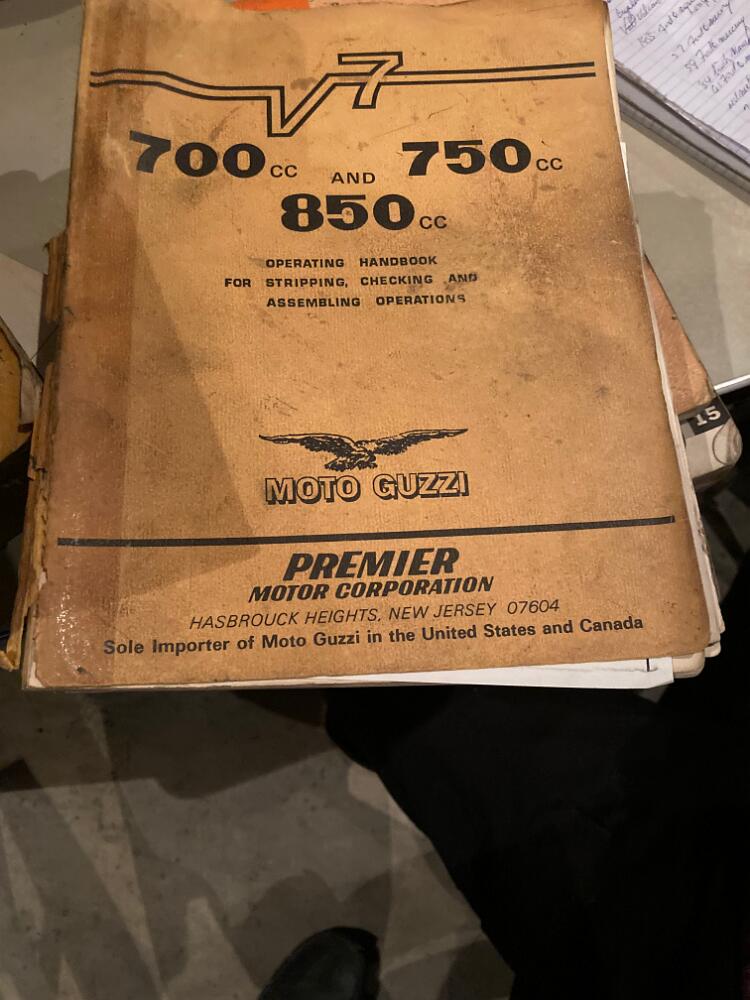 V7
700cc AND 750cc
850cc
OPERATING HANDBOOK
FOR STRIPPING, CHECKING AND
ASSEMBLING OPERATIONS
MOTO GUZZI
PREMIER
MOTOR CORPORATION
HASBROUCK HEIGHTS, NEW JERSEY 07604
Sole Importer of Moto Guzzi in the United States and Canada
15